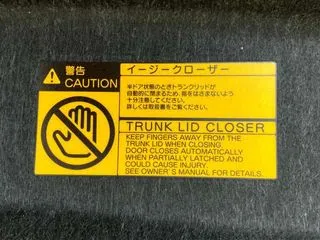 警告
CAUTION
イージークローザー
※ドア状態のときトランクリッドが
自動的に閉まるため、指をはさまないよう
十分注意してください。
詳しくは取扱書をご覧ください。
TRUNK LID CLOSER
KEEP FINGERS AWAY FROM THE
TRUNK LID WHEN CLOSING
DOOR CLOSES AUTOMATICALLY
WHEN PARTIALLY LATCHED AND
COULD CAUSE INJURY.
SEE OWNER'S MANUAL FOR DETAILS.